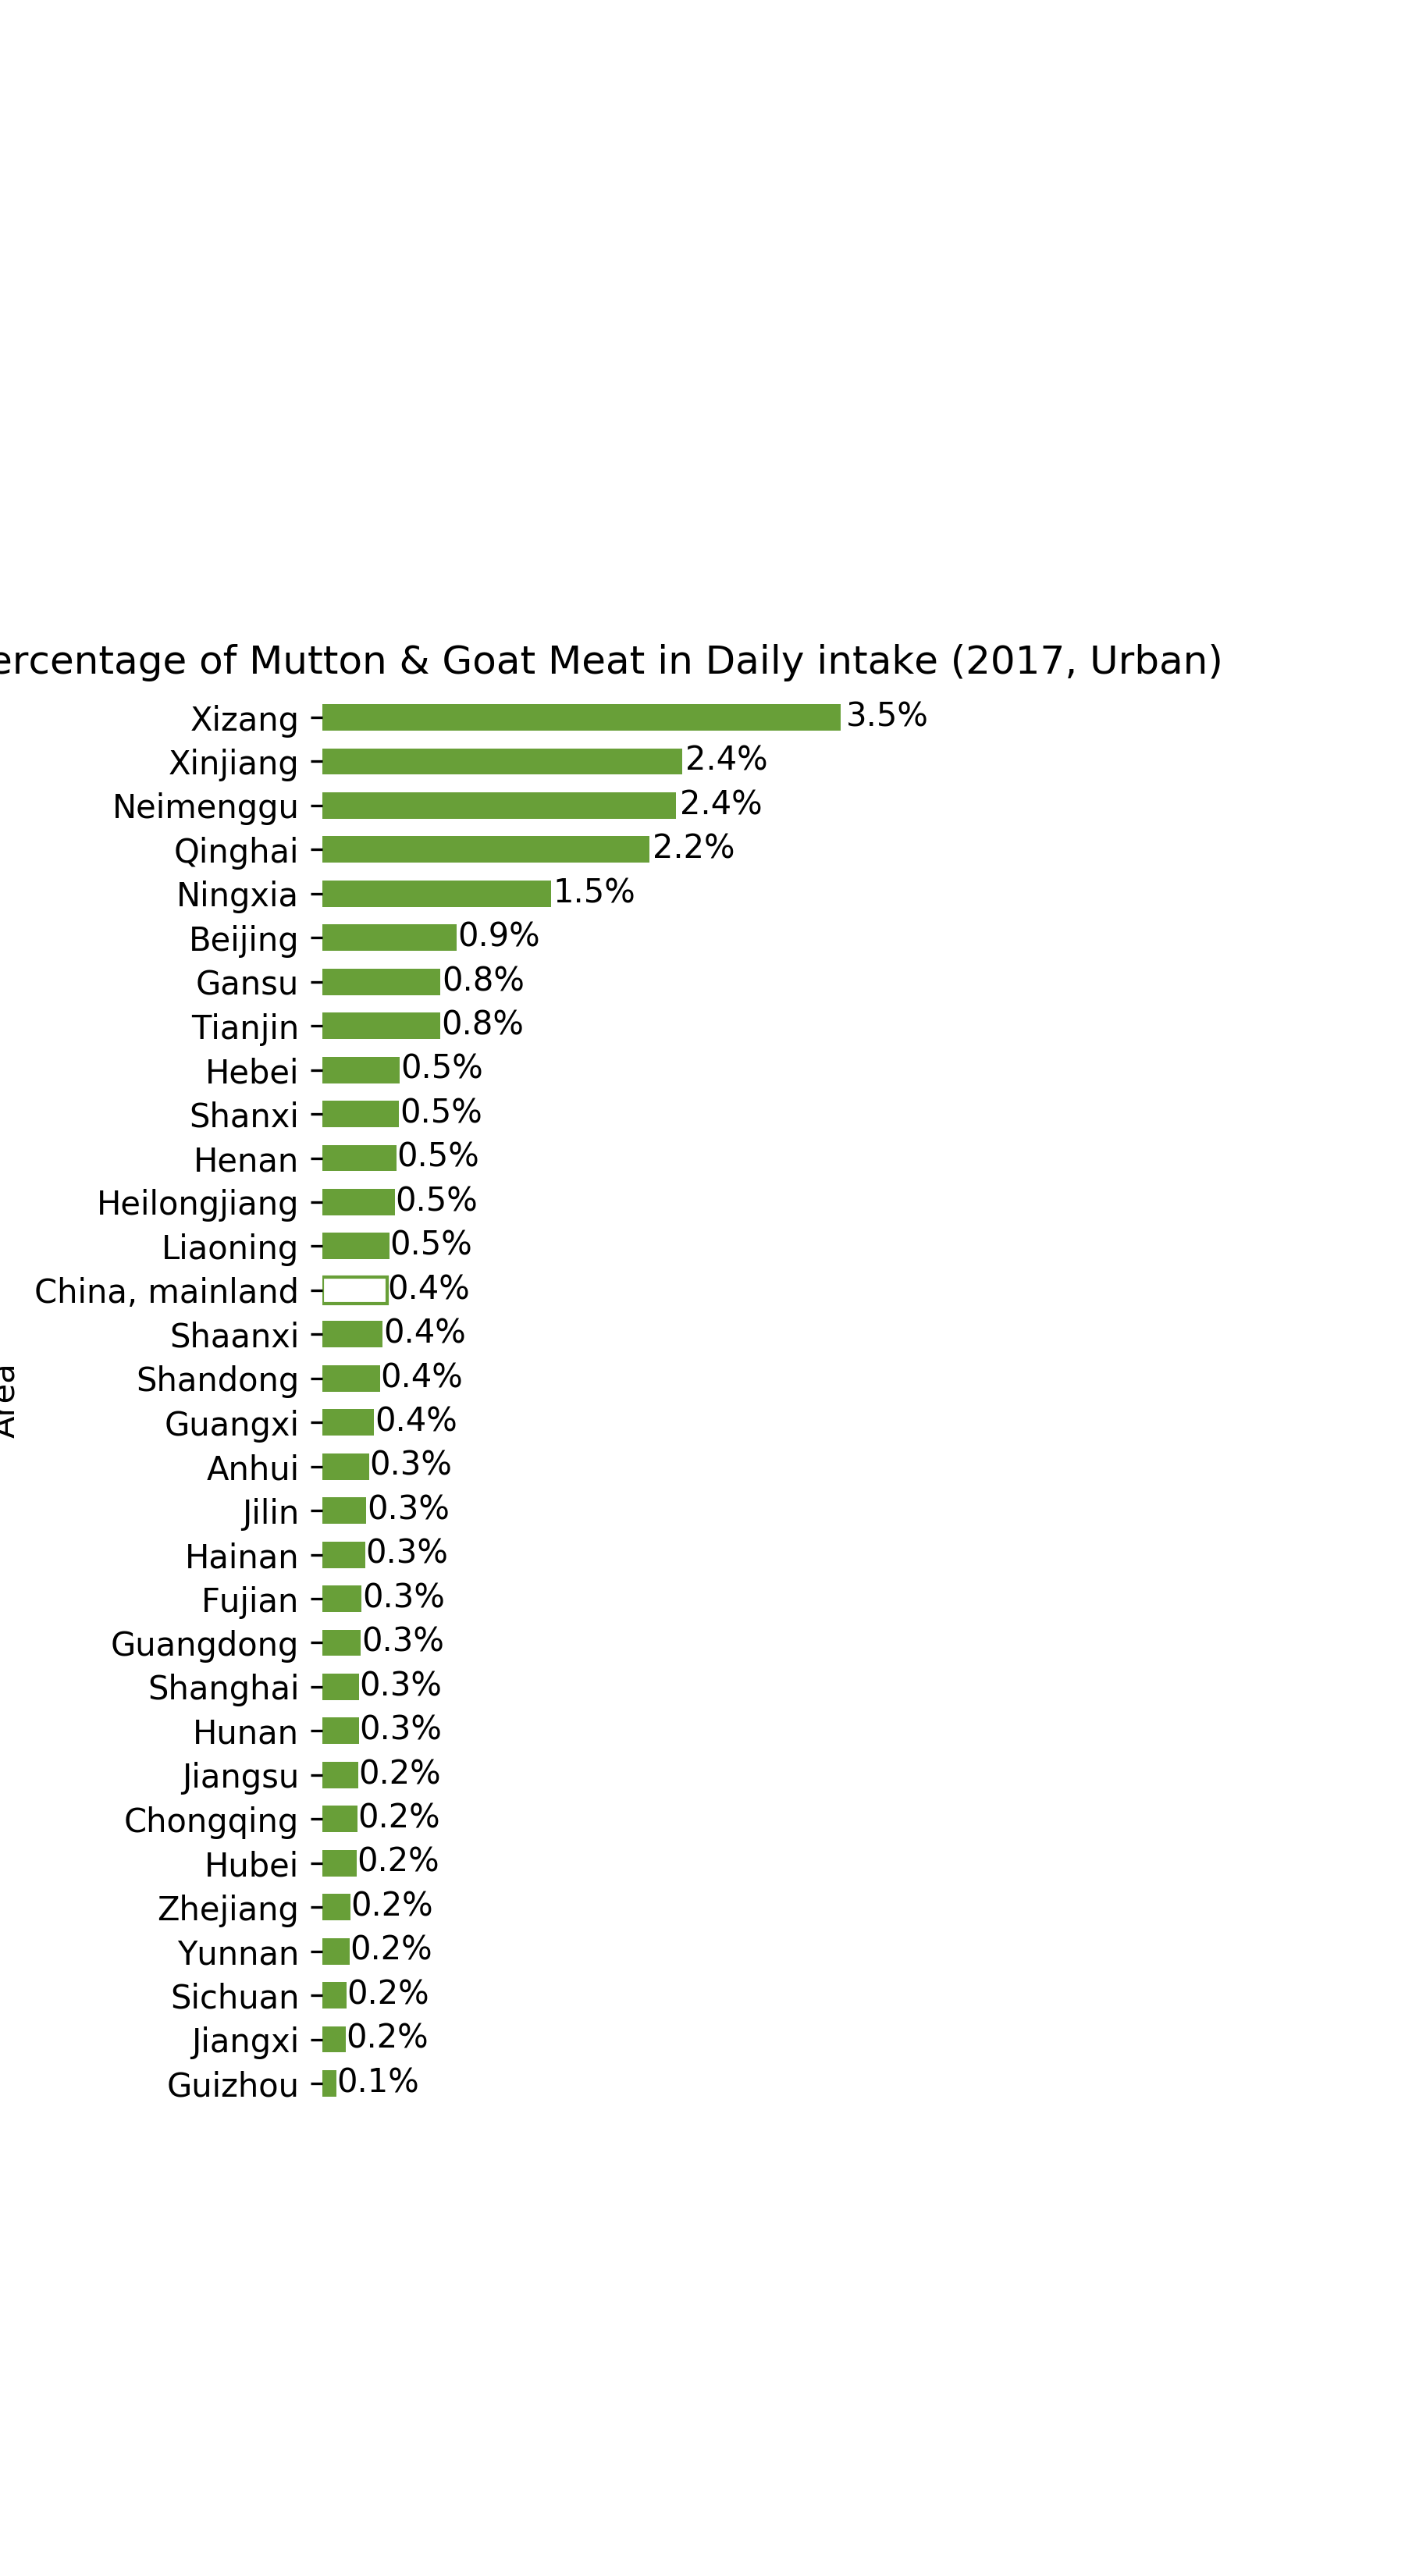 ercentage of Mutton & Goat Meat in Daily intake (2017, Urban)
Xizang 3.5%
Xinjiang 2.4%
Neimenggu 2.4%
Qinghai 2.2%
Ningxia 1.5%
Beijing 0.9%
Gansu 0.8%
Tianjin 0.8%
Hebei 0.5%
Shanxi 0.5%
Henan 0.5%
Heilongjiang 0.5%
Liaoning 0.5%
China, mainland 0.4%
Shaanxi 0.4%
Shandong 0.4%
Area
Guangxi 0.4%
Anhui 0.3%
Jilin 0.3%
Hainan 0.3%
Fujian 0.3%
Guangdong 0.3%
Shanghai 0.3%
Hunan 0.3%
Jiangsu 0.2%
Chongqing 0.2%
Hubei 0.2%
Zhejiang 0.2%
Yunnan 0.2%
Sichuan 0.2%
Jiangxi 0.2%
Guizhou 0.1%